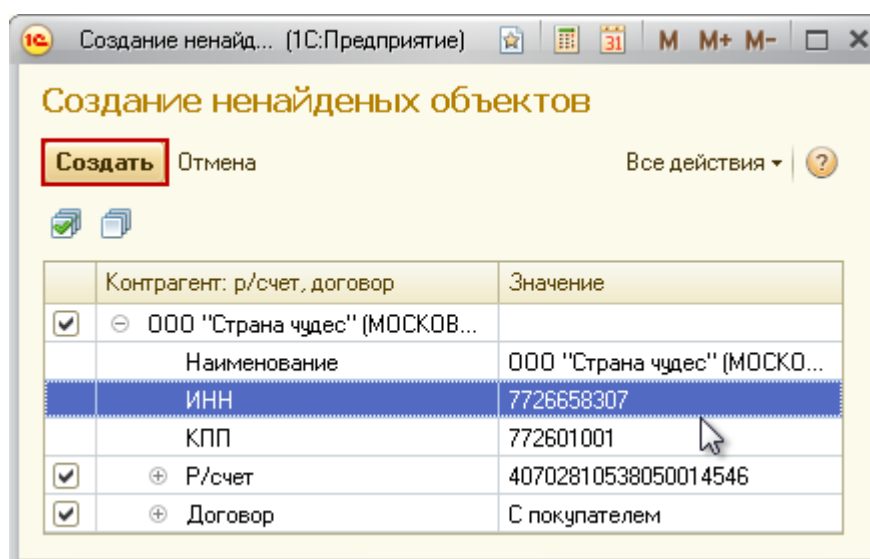 1С Создание ненайд... (1С:Предприятие) 31 M M+ M-
Создание ненайденых объектов
Создать Отмена Все действия ?
Контрагент: р/счет, договор Значение
ООО "Страна чудес" (МОСКОВ...
Наименование ООО "Страна чудес" (МОСКО...
ИНН 7726658307
КПП 772601001
Р/счет 40702810538050014546
Договор С покупателем